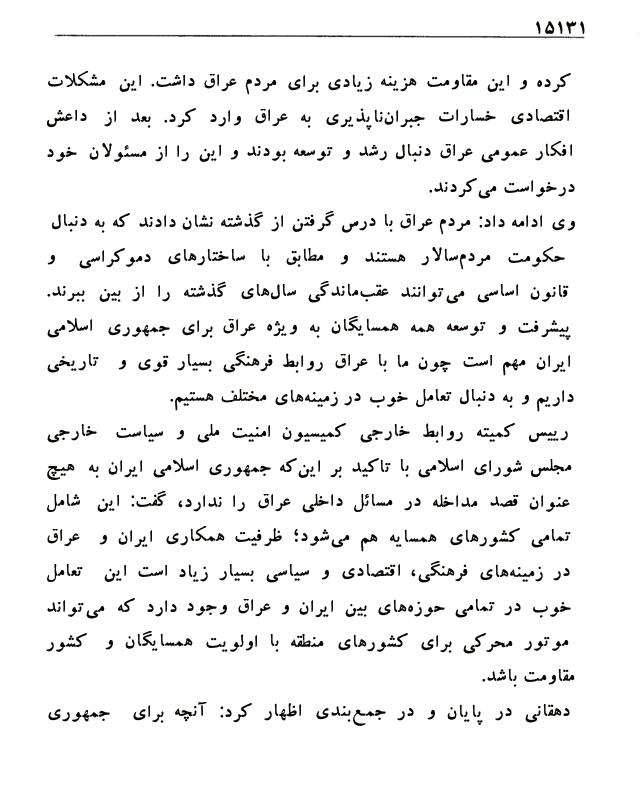 ۱۵۱۳۱
کرده و این مقاومت هزینه زیادی برای مردم عراق داشت. این مشکلات
اقتصادی خسارات جبران‌ناپذیری به عراق وارد کرد. بعد از داعش
افکار عمومی عراق دنبال رشد و توسعه بودند و این را از مسئولان خود
درخواست می‌کردند.
وی ادامه داد: مردم عراق با درس گرفتن از گذشته نشان دادند که به دنبال
حکومت مردم‌سالار هستند و مطابق با ساختارهای دموکراسی و
قانون اساسی می‌توانند عقب‌ماندگی سال‌های گذشته را از بین ببرند.
پیشرفت و توسعه همه همسایگان به ویژه عراق برای جمهوری اسلامی
ایران مهم است چون ما با عراق روابط فرهنگی بسیار قوی و تاریخی
داریم و به دنبال تعامل خوب در زمینه‌های مختلف هستیم.
رییس کمیته روابط خارجی کمیسیون امنیت ملی و سیاست خارجی
مجلس شورای اسلامی با تاکید بر این‌که جمهوری اسلامی ایران به هیچ
عنوان قصد مداخله در مسائل داخلی عراق را ندارد، گفت: این شامل
تمامی کشورهای همسایه هم می‌شود؛ ظرفیت همکاری ایران و عراق
در زمینه‌های فرهنگی، اقتصادی و سیاسی بسیار زیاد است این تعامل
خوب در تمامی حوزه‌های بین ایران و عراق وجود دارد که می‌تواند
موتور محرکی برای کشورهای منطقه با اولویت همسایگان و کشور
مقاومت باشد.
دهقانی در پایان و در جمع‌بندی اظهار کرد: آنچه برای جمهوری